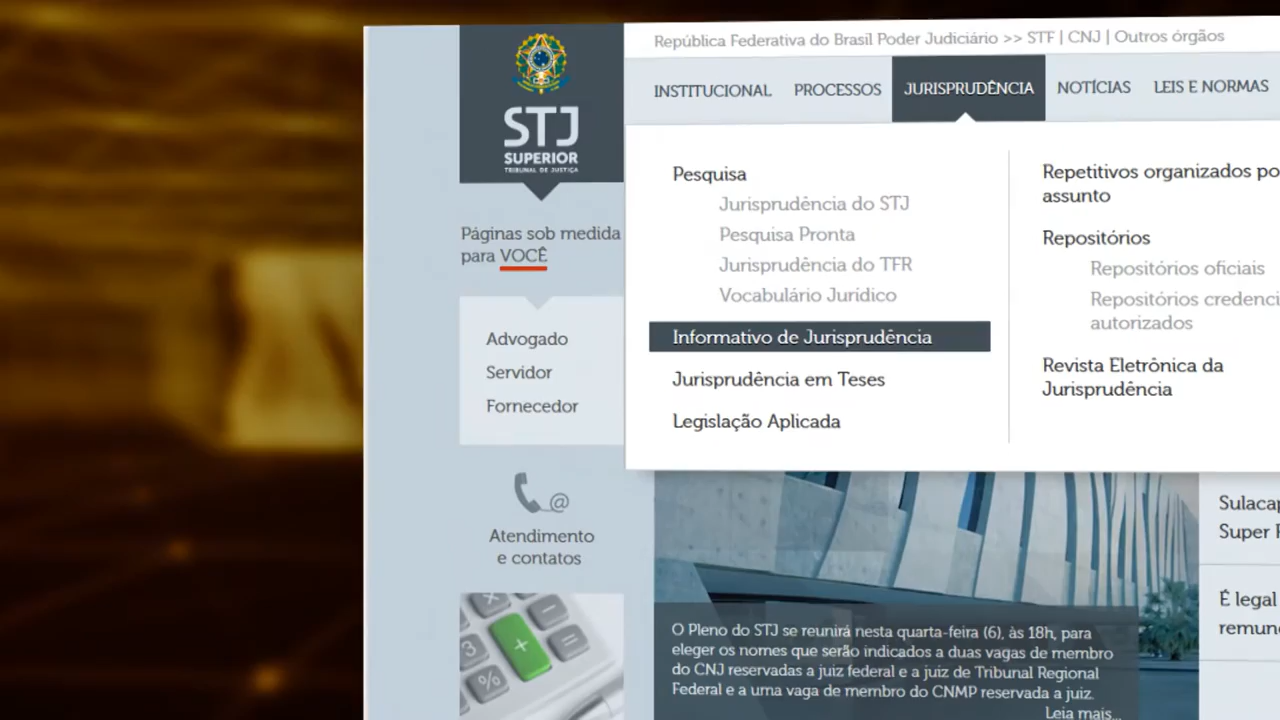 República Federativa do Brasil Poder Judiciário >> STF | CNJ | Outros órgãos
INSTITUCIONAL PROCESSOS JURISPRUDÊNCIA NOTÍCIAS LEIS E NORMAS
STJ
SUPERIOR
TRIBUNAL DE JUSTIÇA
Páginas sob medida
para VOCÊ
Advogado
Servidor
Fornecedor
@
Atendimento
e contatos
Pesquisa
Jurisprudência do STJ
Pesquisa Pronta
Jurisprudência do TFR
Vocabulário Jurídico
Informativo de Jurisprudência
Jurisprudência em Teses
Legislação Aplicada
Repetitivos organizados po
assunto
Repositórios
Repositórios oficiais
Repositórios credenci
autorizados
Revista Eletrônica da
Jurisprudência
O Pleno do STJ se reunirá nesta quarta-feira (6), às 18h, para
eleger os nomes que serão indicados a duas vagas de membro
do CNJ reservadas a juiz federal e a juiz de Tribunal Regional
Federal e a uma vaga de membro do CNMP reservada a juiz.
Leia mais...
Sulacap
Super
É legal
remun
× −
3 + =
%